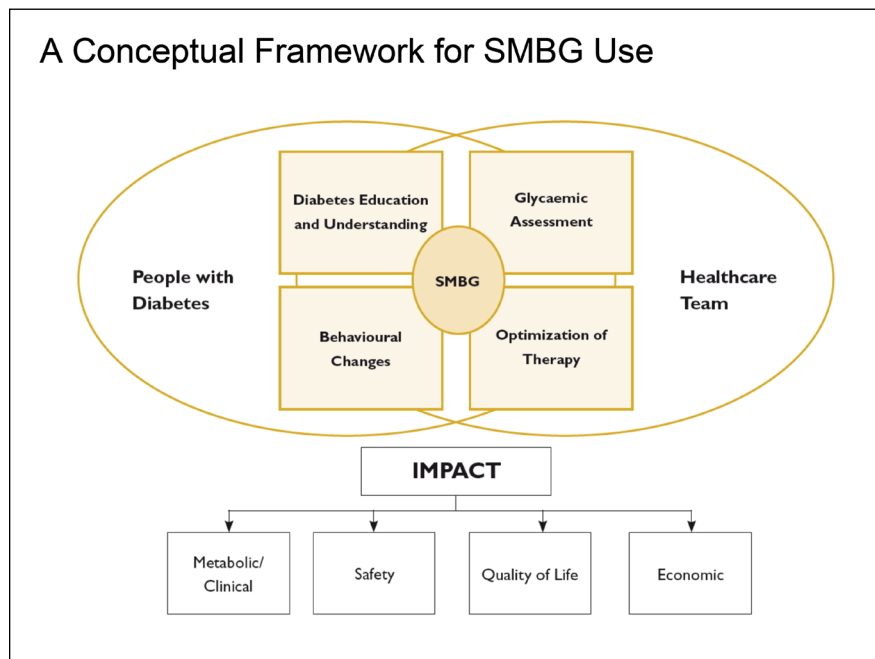 A Conceptual Framework for SMBG Use
Diabetes Education
and Understanding
Glycaemic
Assessment
People with
Diabetes
SMBG
Healthcare
Team
Behavioural
Changes
Optimization of
Therapy
IMPACT
Metabolic/
Clinical
Safety
Quality of Life
Economic